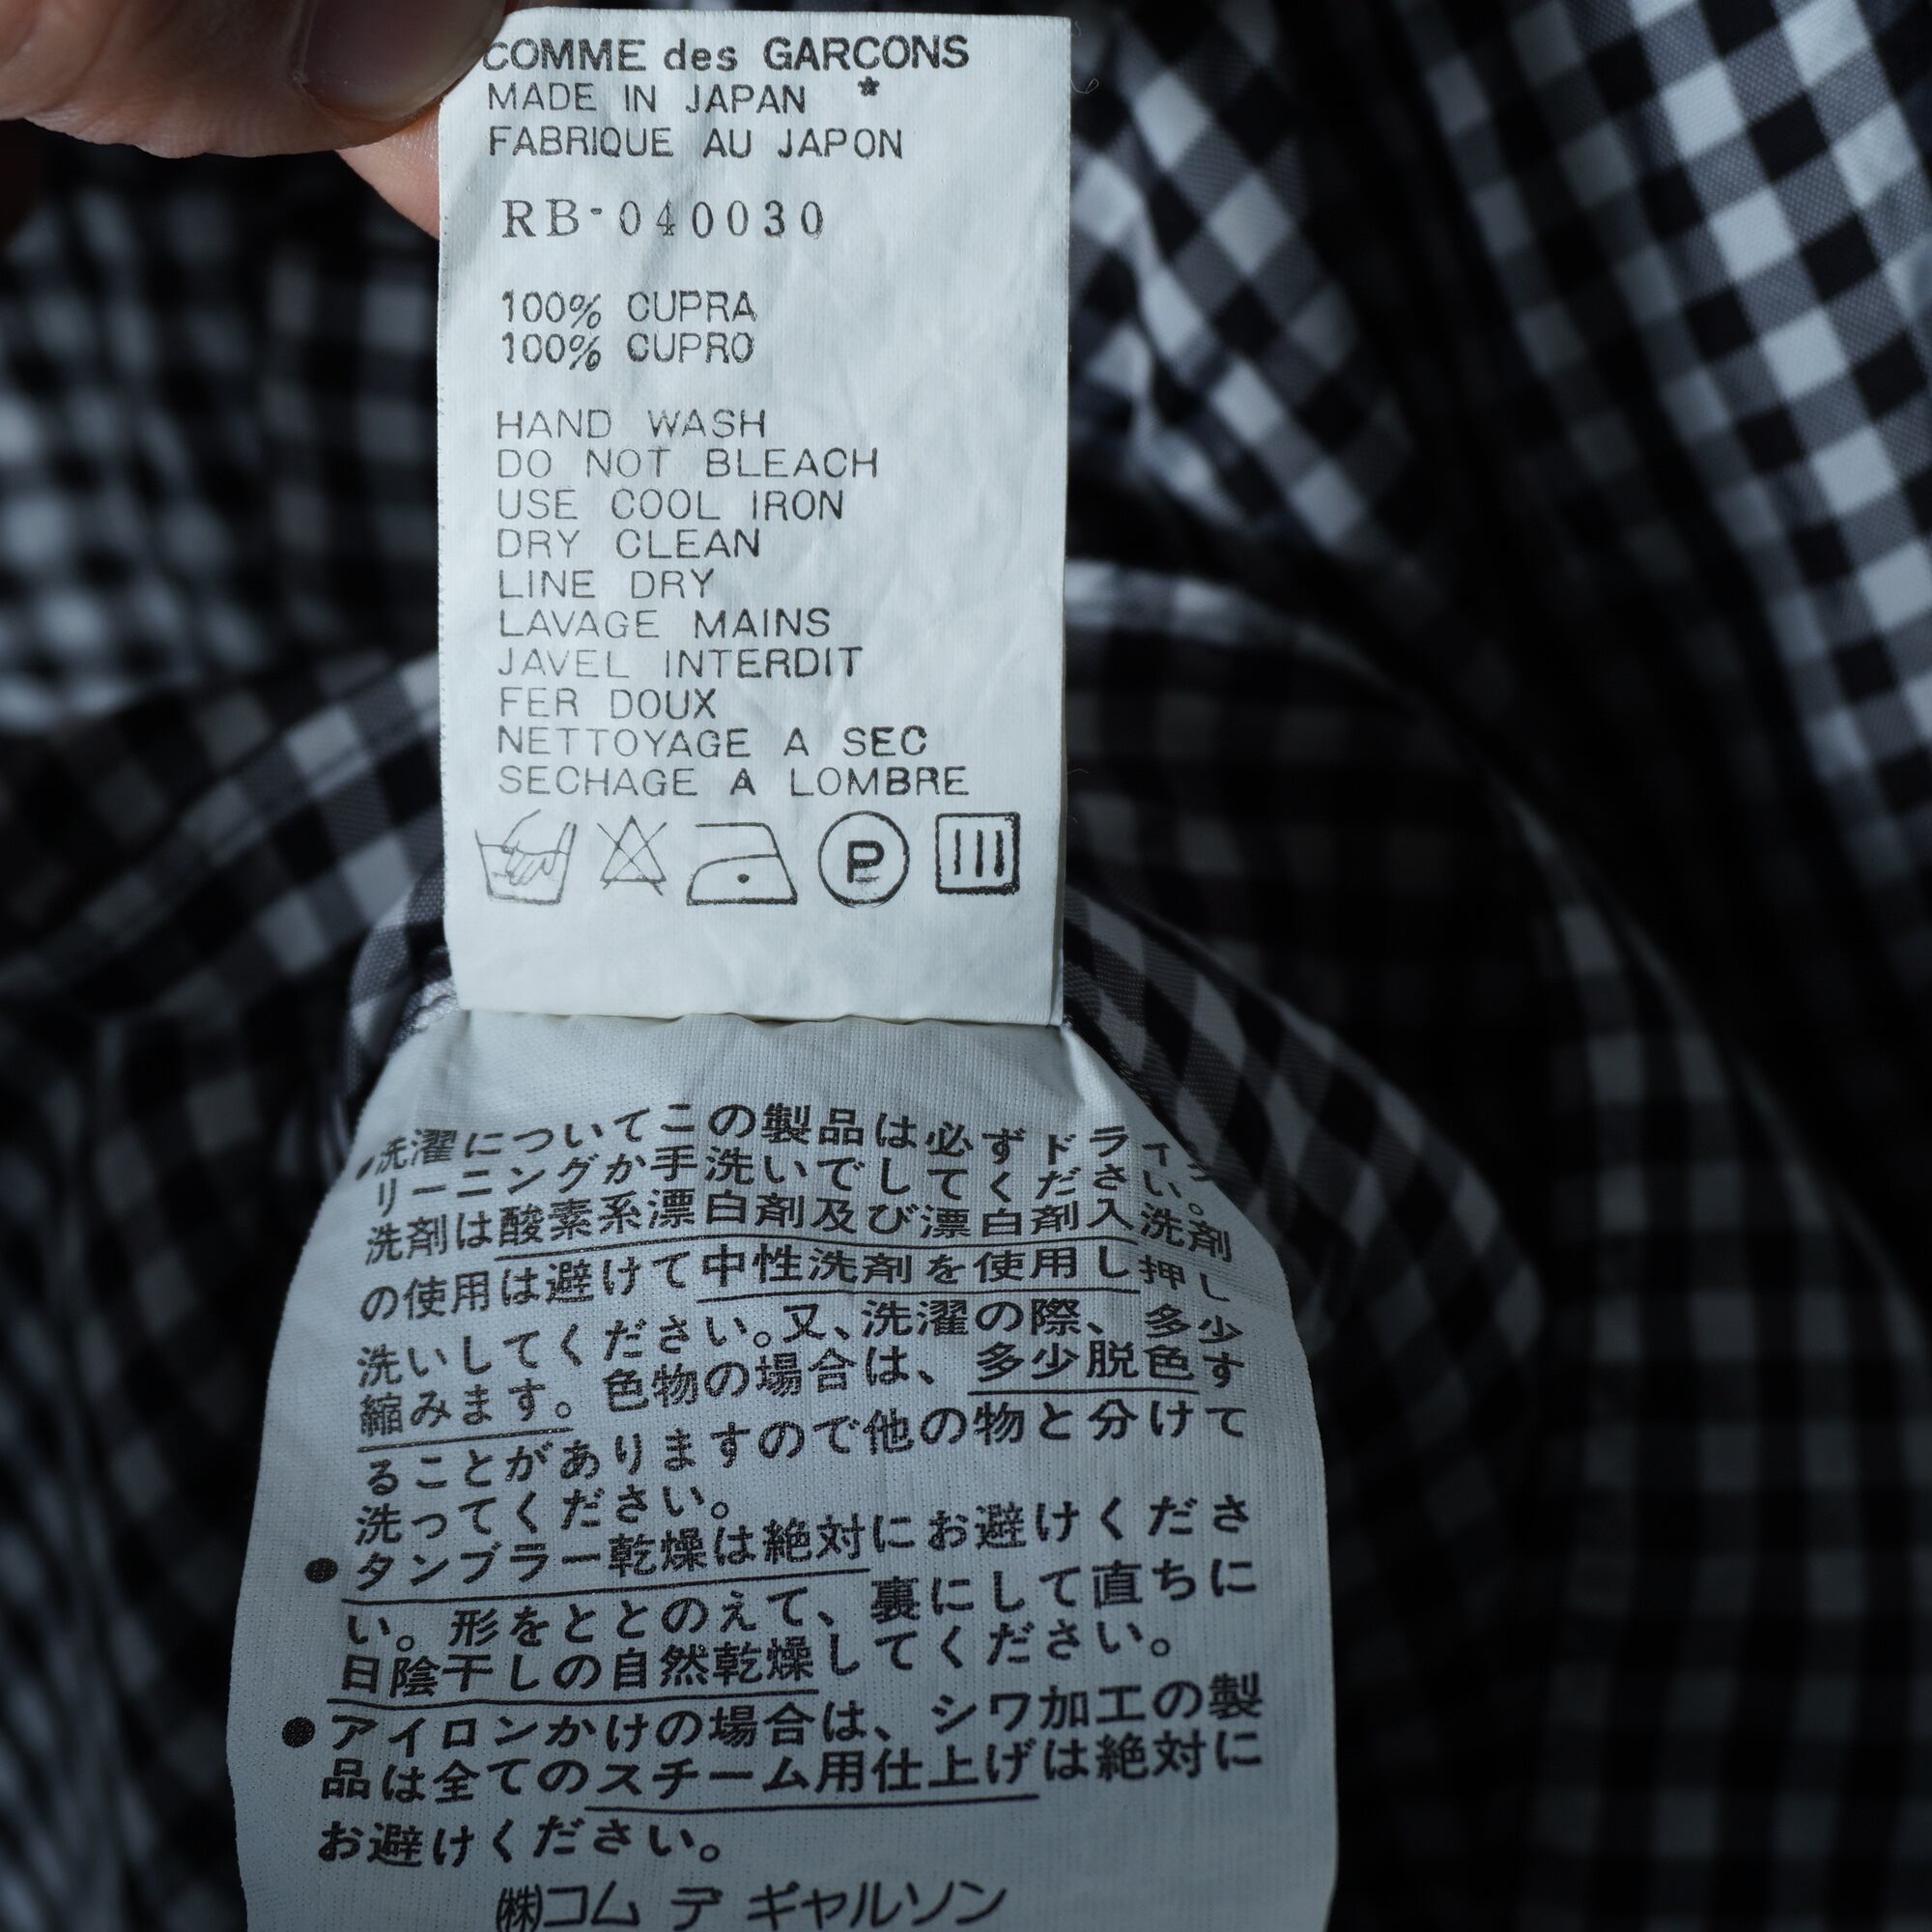 COMME des GARCONS
MADE IN JAPAN *
FABRIQUE AU JAPON
RB-040030
100% CUPRA
100% CUPRO
HAND WASH
DO NOT BLEACH
USE COOL IRON
DRY CLEAN
LINE DRY
LAVAGE MAINS
JAVEL INTERDIT
FER DOUX
NETTOYAGE A SEC
SECHAGE A LOMBRE
P
●洗濯についてこの製品は必ずドライク
リーニングか手洗いでしてください。
洗剤は酸素系漂白剤及び漂白剤入洗剤
の使用は避けて中性洗剤を使用し押し
洗いしてください。又、洗濯の際、多少
縮みます。色物の場合は、多少脱色す
ることがありますので他の物と分けて
洗ってください。
●タンブラー乾燥は絶対にお避けくださ
い。形をととのえて、裏にして直ちに
日陰干しの自然乾燥してください。
●アイロンかけの場合は、シワ加工の製
品は全てのスチーム用仕上げは絶対に
お避けください。
㈱コム デ ギャルソン